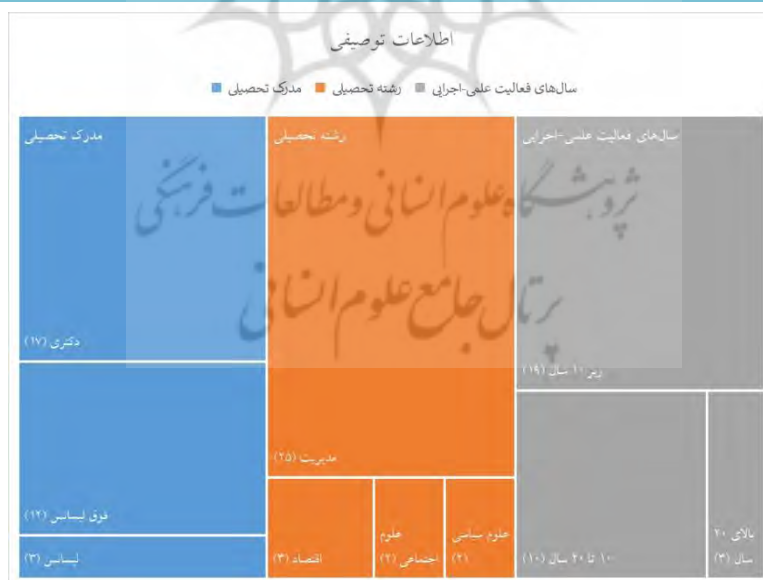 اطلاعات توصیفی
سال‌های فعالیت علمی-اجرایی رشته تحصیلی مدرک تحصیلی
سال‌های فعالیت علمی-اجرایی
زیر ۱۰ سال (۱۹)
بالای ۲۰
سال (۳)
۱۰ تا ۲۰ سال (۱۰)
رشته تحصیلی
مدیریت (۲۵)
علوم سیاسی
(۲)
علوم
اجتماعی (۲)
اقتصاد (۳)
مدرک تحصیلی
دکتری (۱۷)
فوق لیسانس (۱۲)
لیسانس (۳)
پژوهشگاه علوم انسانی و مطالعات فرهنگی
پرتال جامع علوم انسانی